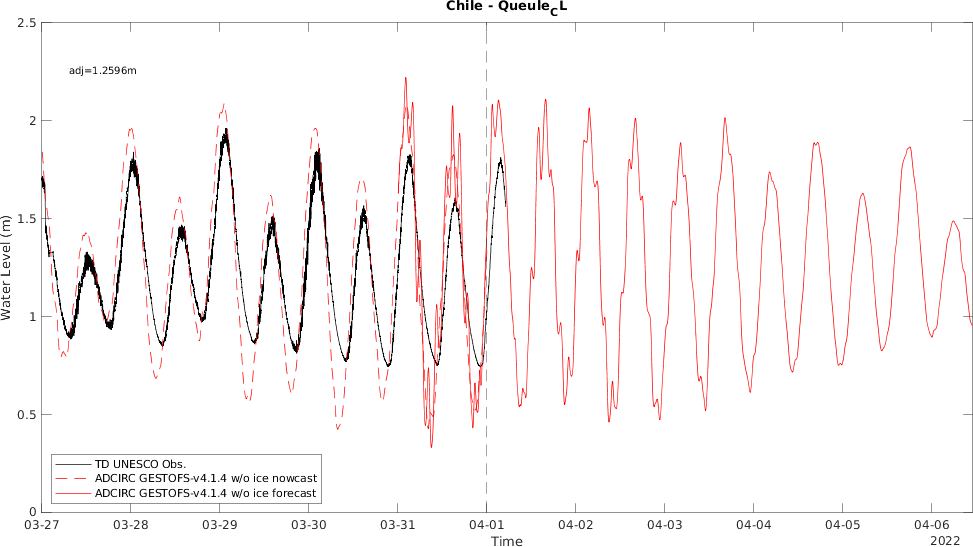 Chile - Queule_CL
2.5
adj=1.2596m
2
1.5
Water Level (m)
1
0.5
TD UNESCO Obs.
ADCIRC GESTOFS-v4.1.4 w/o ice nowcast
ADCIRC GESTOFS-v4.1.4 w/o ice forecast
0
03-27 03-28 03-29 03-30 03-31 04-01 04-02 04-03 04-04 04-05 04-06
Time 2022